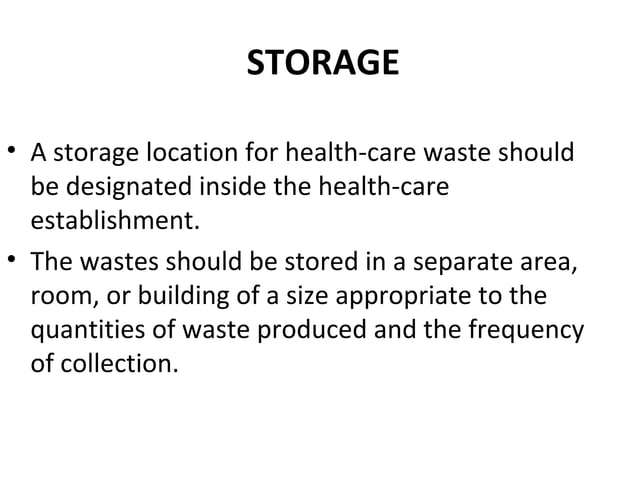 STORAGE
• A storage location for health-care waste should
be designated inside the health-care
establishment.
• The wastes should be stored in a separate area,
room, or building of a size appropriate to the
quantities of waste produced and the frequency
of collection.